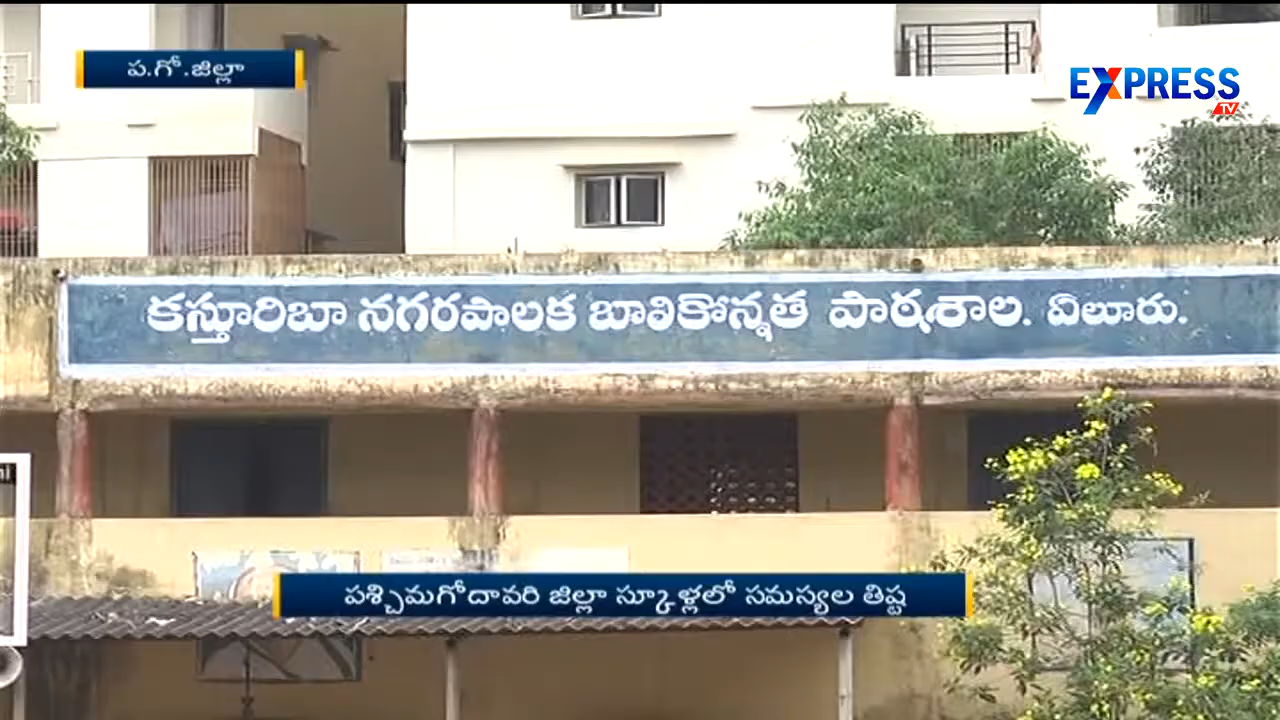 ప.గో.జిల్లా
EXPRESS
TV
కస్తూరిబా నగరపాలక బాలికోన్నత పాఠశాల. ఏలూరు.
పశ్చిమగోదావరి జిల్లా స్కూళ్లలో సమస్యల తిష్ట